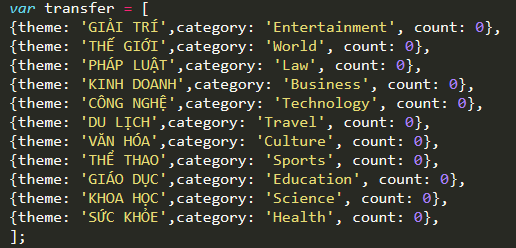 var transfer = [
{theme: 'GIẢI TRÍ',category: 'Entertainment', count: 0},
{theme: 'THẾ GIỚI',category: 'World', count: 0},
{theme: 'PHÁP LUẬT',category: 'Law', count: 0},
{theme: 'KINH DOANH',category: 'Business', count: 0},
{theme: 'CÔNG NGHỆ',category: 'Technology', count: 0},
{theme: 'DU LỊCH',category: 'Travel', count: 0},
{theme: 'VĂN HÓA',category: 'Culture', count: 0},
{theme: 'THỂ THAO',category: 'Sports', count: 0},
{theme: 'GIÁO DỤC',category: 'Education', count: 0},
{theme: 'KHOA HỌC',category: 'Science', count: 0},
{theme: 'SỨC KHỎE',category: 'Health', count: 0},
];